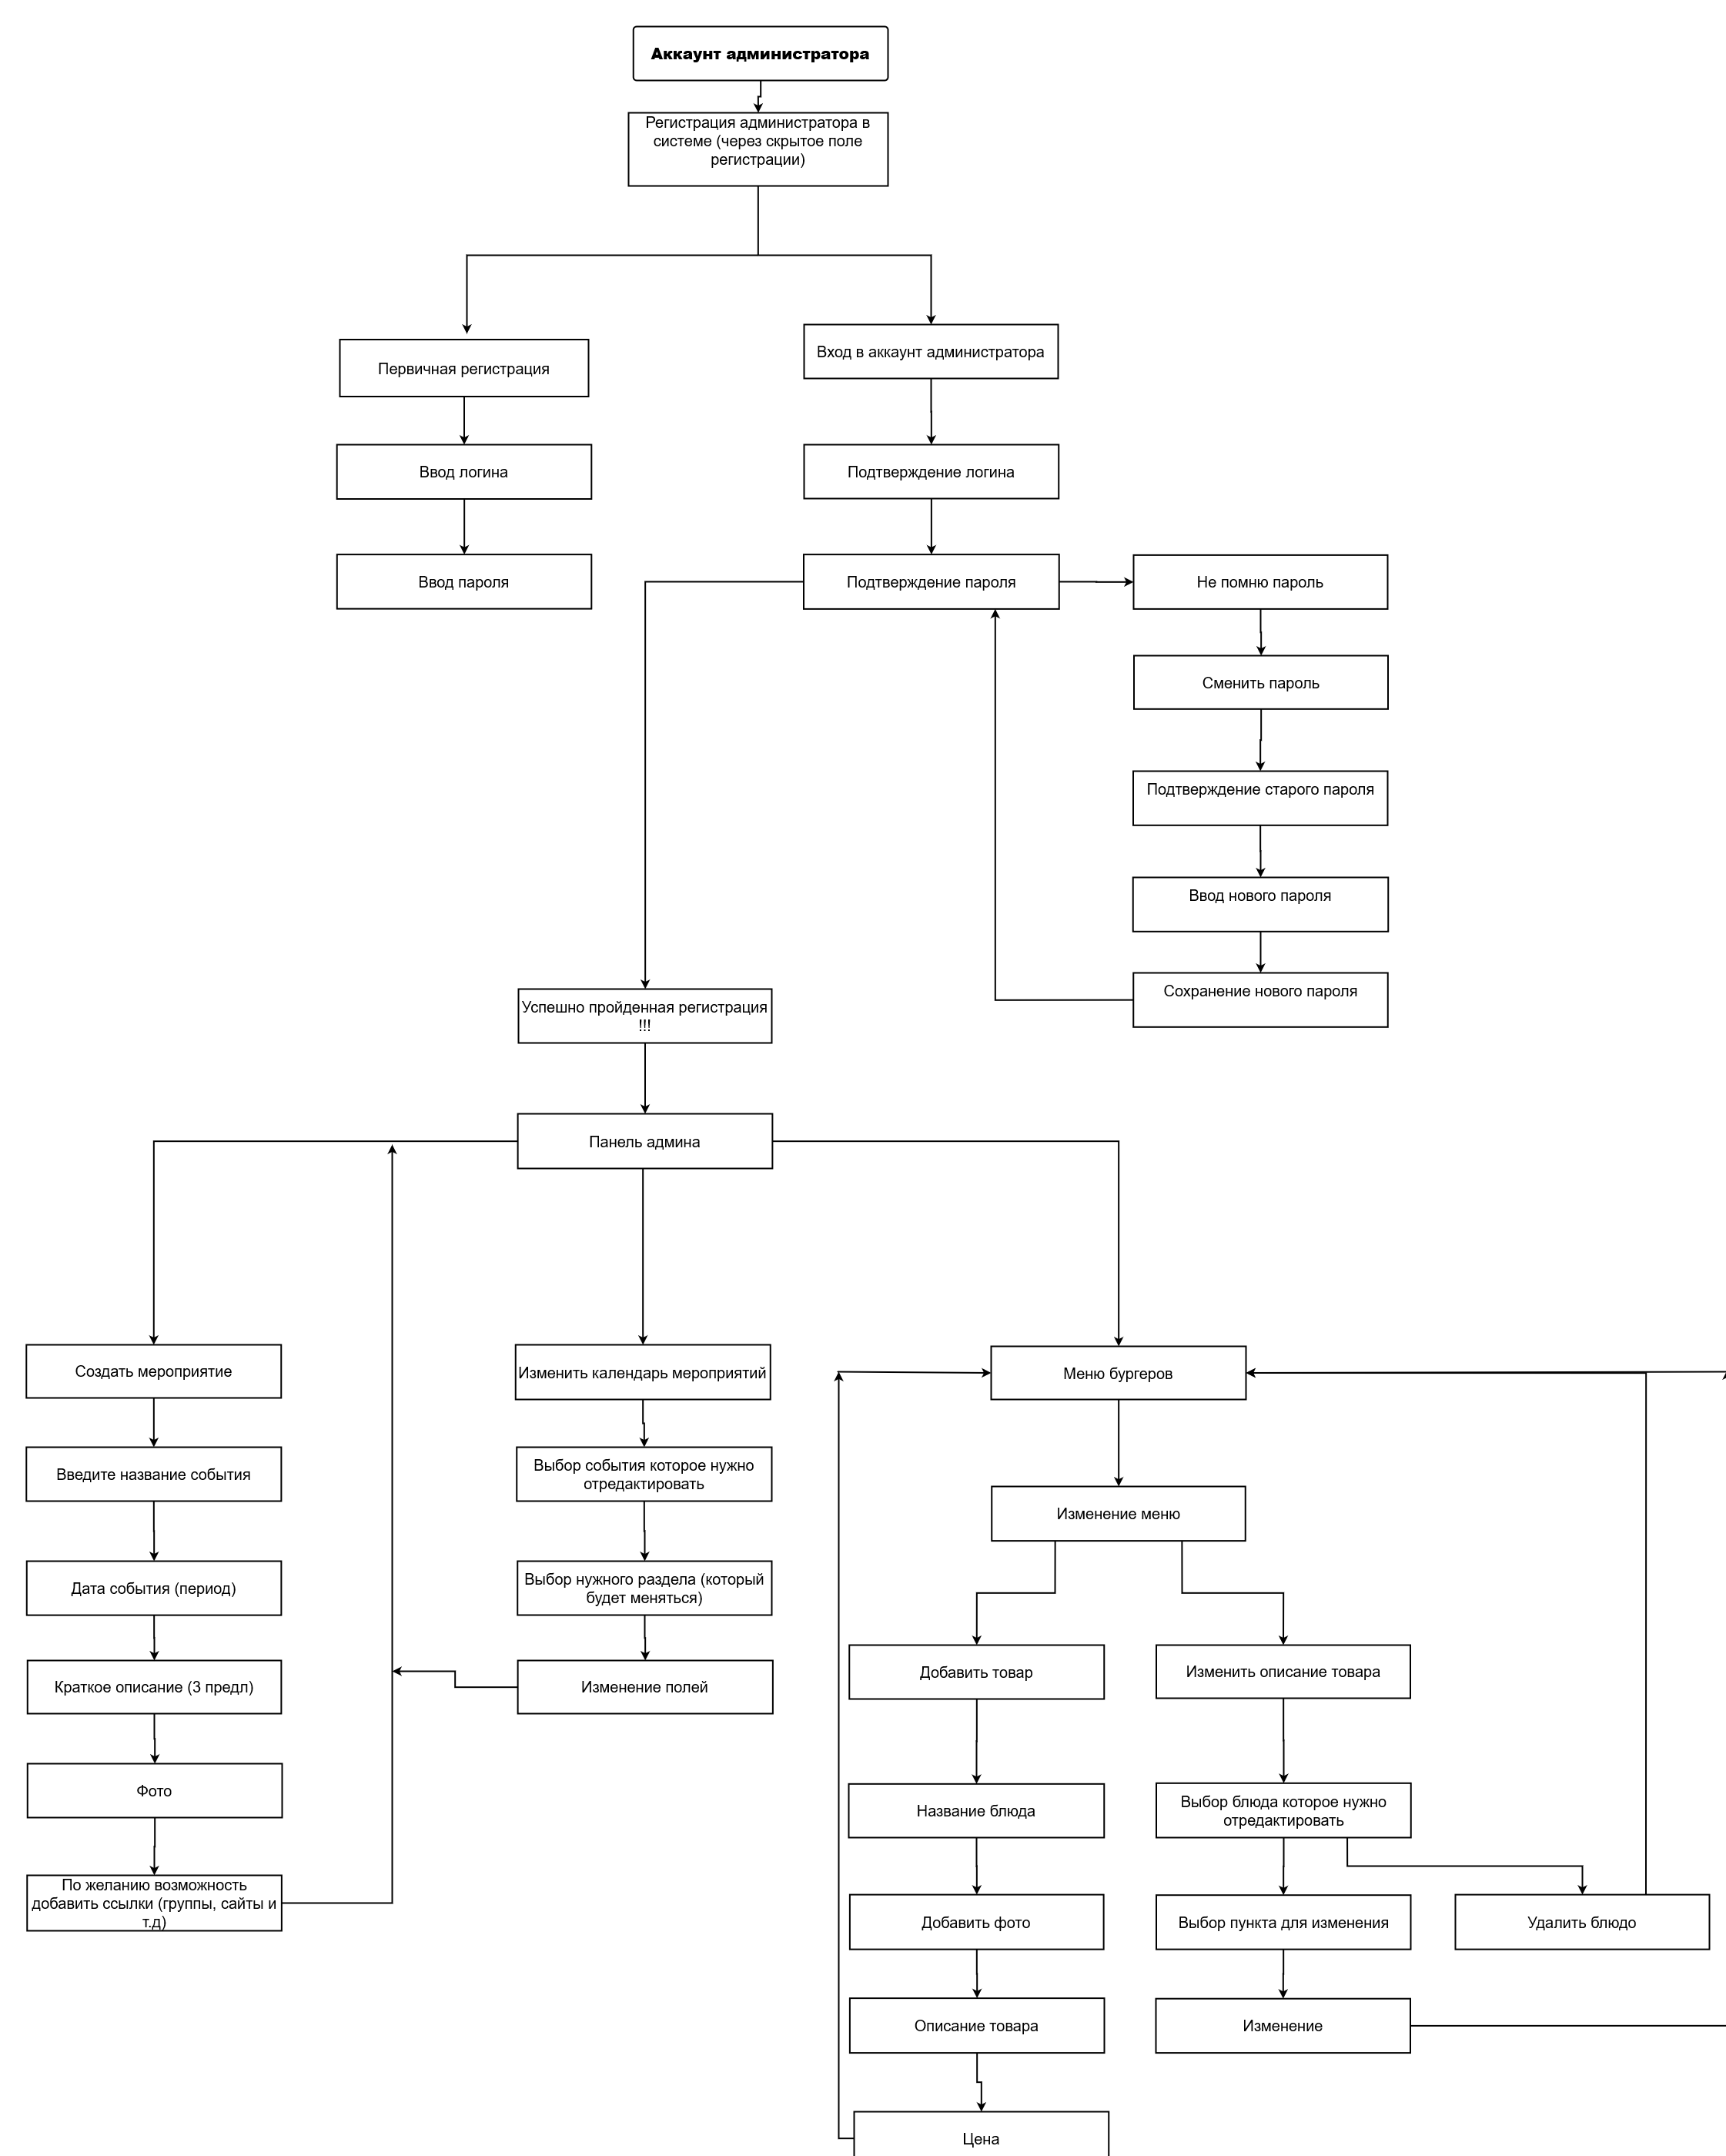 Аккаунт администратора
Регистрация администратора в
системе (через скрытое поле
регистрации)
Первичная регистрация
Вход в аккаунт администратора
Ввод логина
Подтверждение логина
Ввод пароля
Подтверждение пароля
Не помню пароль
Сменить пароль
Подтверждение старого пароля
Ввод нового пароля
Сохранение нового пароля
Успешно пройденная регистрация
!!!
Панель админа
Создать мероприятие
Изменить календарь мероприятий
Меню бургеров
Введите название события
Выбор события которое нужно
отредактировать
Изменение меню
Дата события (период)
Выбор нужного раздела (который
будет меняться)
Краткое описание (3 предл)
Изменение полей
Добавить товар
Изменить описание товара
Фото
Название блюда
Выбор блюда которое нужно
отредактировать
По желанию возможность
добавить ссылки (группы, сайты и
т.д)
Добавить фото
Выбор пункта для изменения
Удалить блюдо
Описание товара
Изменение
Цена